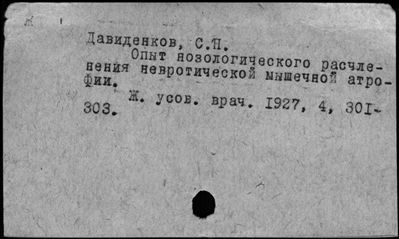 Ж
Давиденков, С.П.
Опыт нозологического расчле-
нения невротической мышечной атро-
фии.
Ж. усов. врач. 1927, 4, 301-
303.